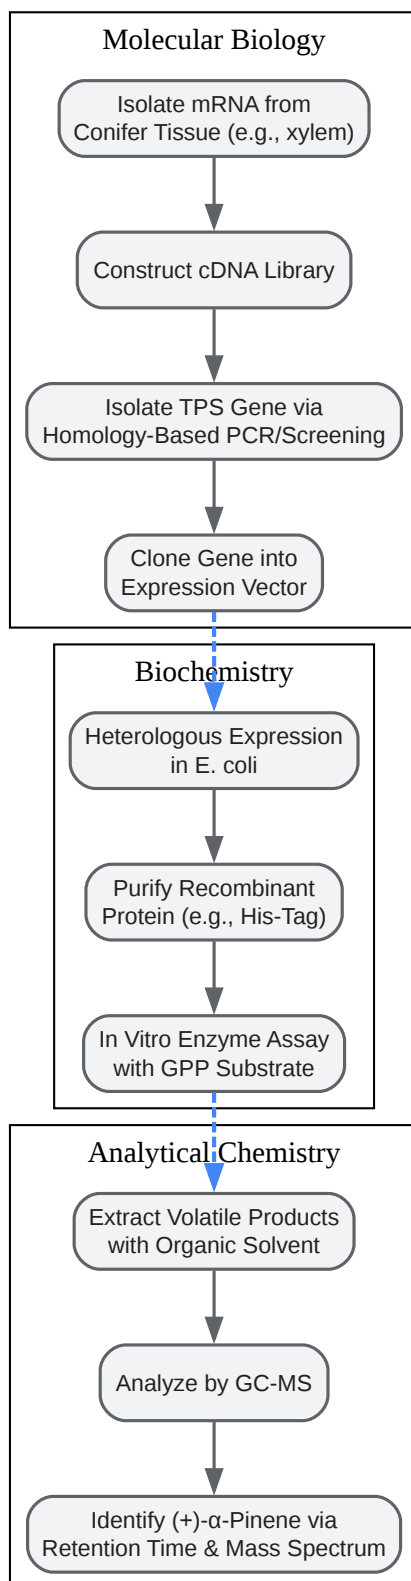 Molecular Biology
Isolate mRNA from
Conifer Tissue (e.g., xylem)
Construct cDNA Library
Isolate TPS Gene via
Homology-Based PCR/Screening
Clone Gene into
Expression Vector
Biochemistry
Heterologous Expression
in E. coli
Purify Recombinant
Protein (e.g., His-Tag)
In Vitro Enzyme Assay
with GPP Substrate
Analytical Chemistry
Extract Volatile Products
with Organic Solvent
Analyze by GC-MS
Identify (+)-α-Pinene via
Retention Time & Mass Spectrum